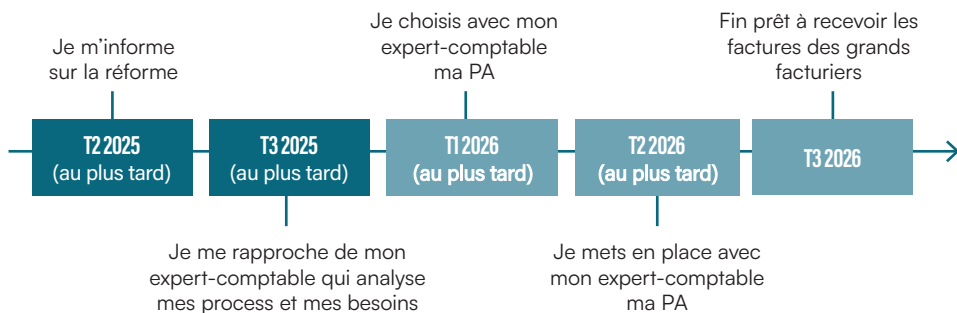 Je m’informe
sur la réforme
Je choisis avec mon
expert-comptable
ma PA
Fin prêt à recevoir les
factures des grands
facturiers
T2 2025
(au plus tard)
T3 2025
(au plus tard)
T1 2026
(au plus tard)
T2 2026
(au plus tard)
T3 2026
Je me rapproche de mon
expert-comptable qui analyse
mes process et mes besoins
Je mets en place avec
mon expert-comptable
ma PA